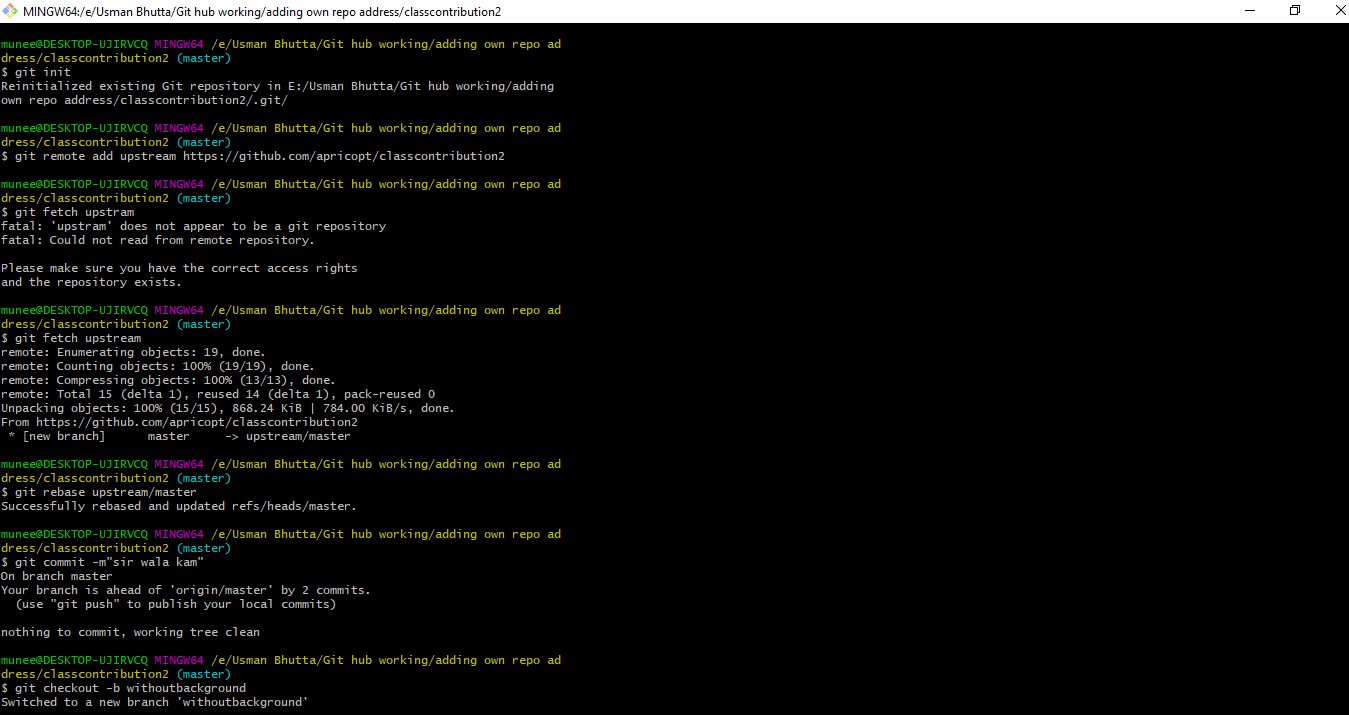 MINGW64:/e/Usman Bhutta/Git hub working/adding own repo address/classcontribution2
munee@DESKTOP-UJIRVCQ MINGW64 /e/Usman Bhutta/Git hub working/adding own repo ad
dress/classcontribution2 (master)
$ git init
Reinitialized existing Git repository in E:/Usman Bhutta/Git hub working/adding
own repo address/classcontribution2/.git/
munee@DESKTOP-UJIRVCQ MINGW64 /e/Usman Bhutta/Git hub working/adding own repo ad
dress/classcontribution2 (master)
$ git remote add upstream https://github.com/apricopt/classcontribution2
munee@DESKTOP-UJIRVCQ MINGW64 /e/Usman Bhutta/Git hub working/adding own repo ad
dress/classcontribution2 (master)
$ git fetch upstram
fatal: 'upstram' does not appear to be a git repository
fatal: Could not read from remote repository.
Please make sure you have the correct access rights
and the repository exists.
munee@DESKTOP-UJIRVCQ MINGW64 /e/Usman Bhutta/Git hub working/adding own repo ad
dress/classcontribution2 (master)
$ git fetch upstream
remote: Enumerating objects: 19, done.
remote: Counting objects: 100% (19/19), done.
remote: Compressing objects: 100% (13/13), done.
remote: Total 15 (delta 1), reused 14 (delta 1), pack-reused 0
Unpacking objects: 100% (15/15), 868.24 KiB | 784.00 KiB/s, done.
From https://github.com/apricopt/classcontribution2
 * [new branch]      master     -> upstream/master
munee@DESKTOP-UJIRVCQ MINGW64 /e/Usman Bhutta/Git hub working/adding own repo ad
dress/classcontribution2 (master)
$ git rebase upstream/master
Successfully rebased and updated refs/heads/master.
munee@DESKTOP-UJIRVCQ MINGW64 /e/Usman Bhutta/Git hub working/adding own repo ad
dress/classcontribution2 (master)
$ git commit -m"sir wala kam"
On branch master
Your branch is ahead of 'origin/master' by 2 commits.
  (use "git push" to publish your local commits)
nothing to commit, working tree clean
munee@DESKTOP-UJIRVCQ MINGW64 /e/Usman Bhutta/Git hub working/adding own repo ad
dress/classcontribution2 (master)
$ git checkout -b withoutbackground
Switched to a new branch 'withoutbackground'